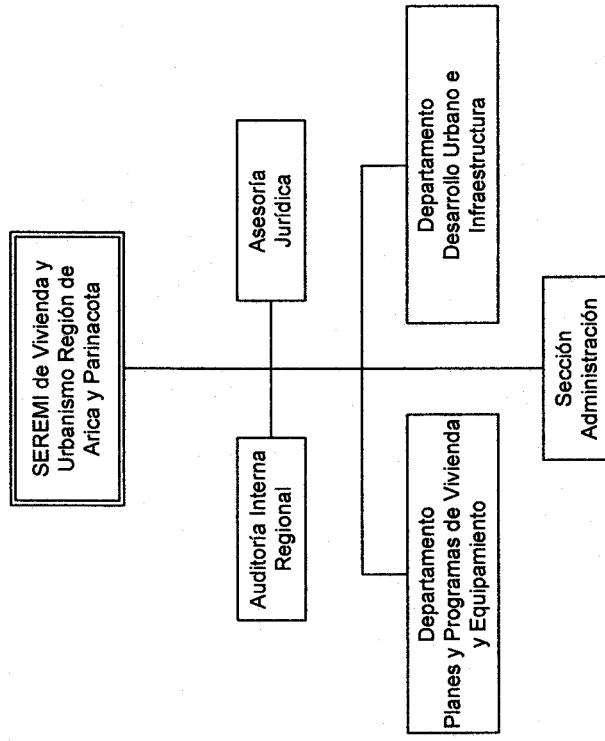 SEREMI de Vivienda y
Urbanismo Región de
Arica y Parinacota
Auditoría Interna
Regional
Asesoría
Jurídica
Departamento
Planes y Programas de Vivienda
y Equipamiento
Departamento
Desarrollo Urbano e
Infraestructura
Sección
Administración